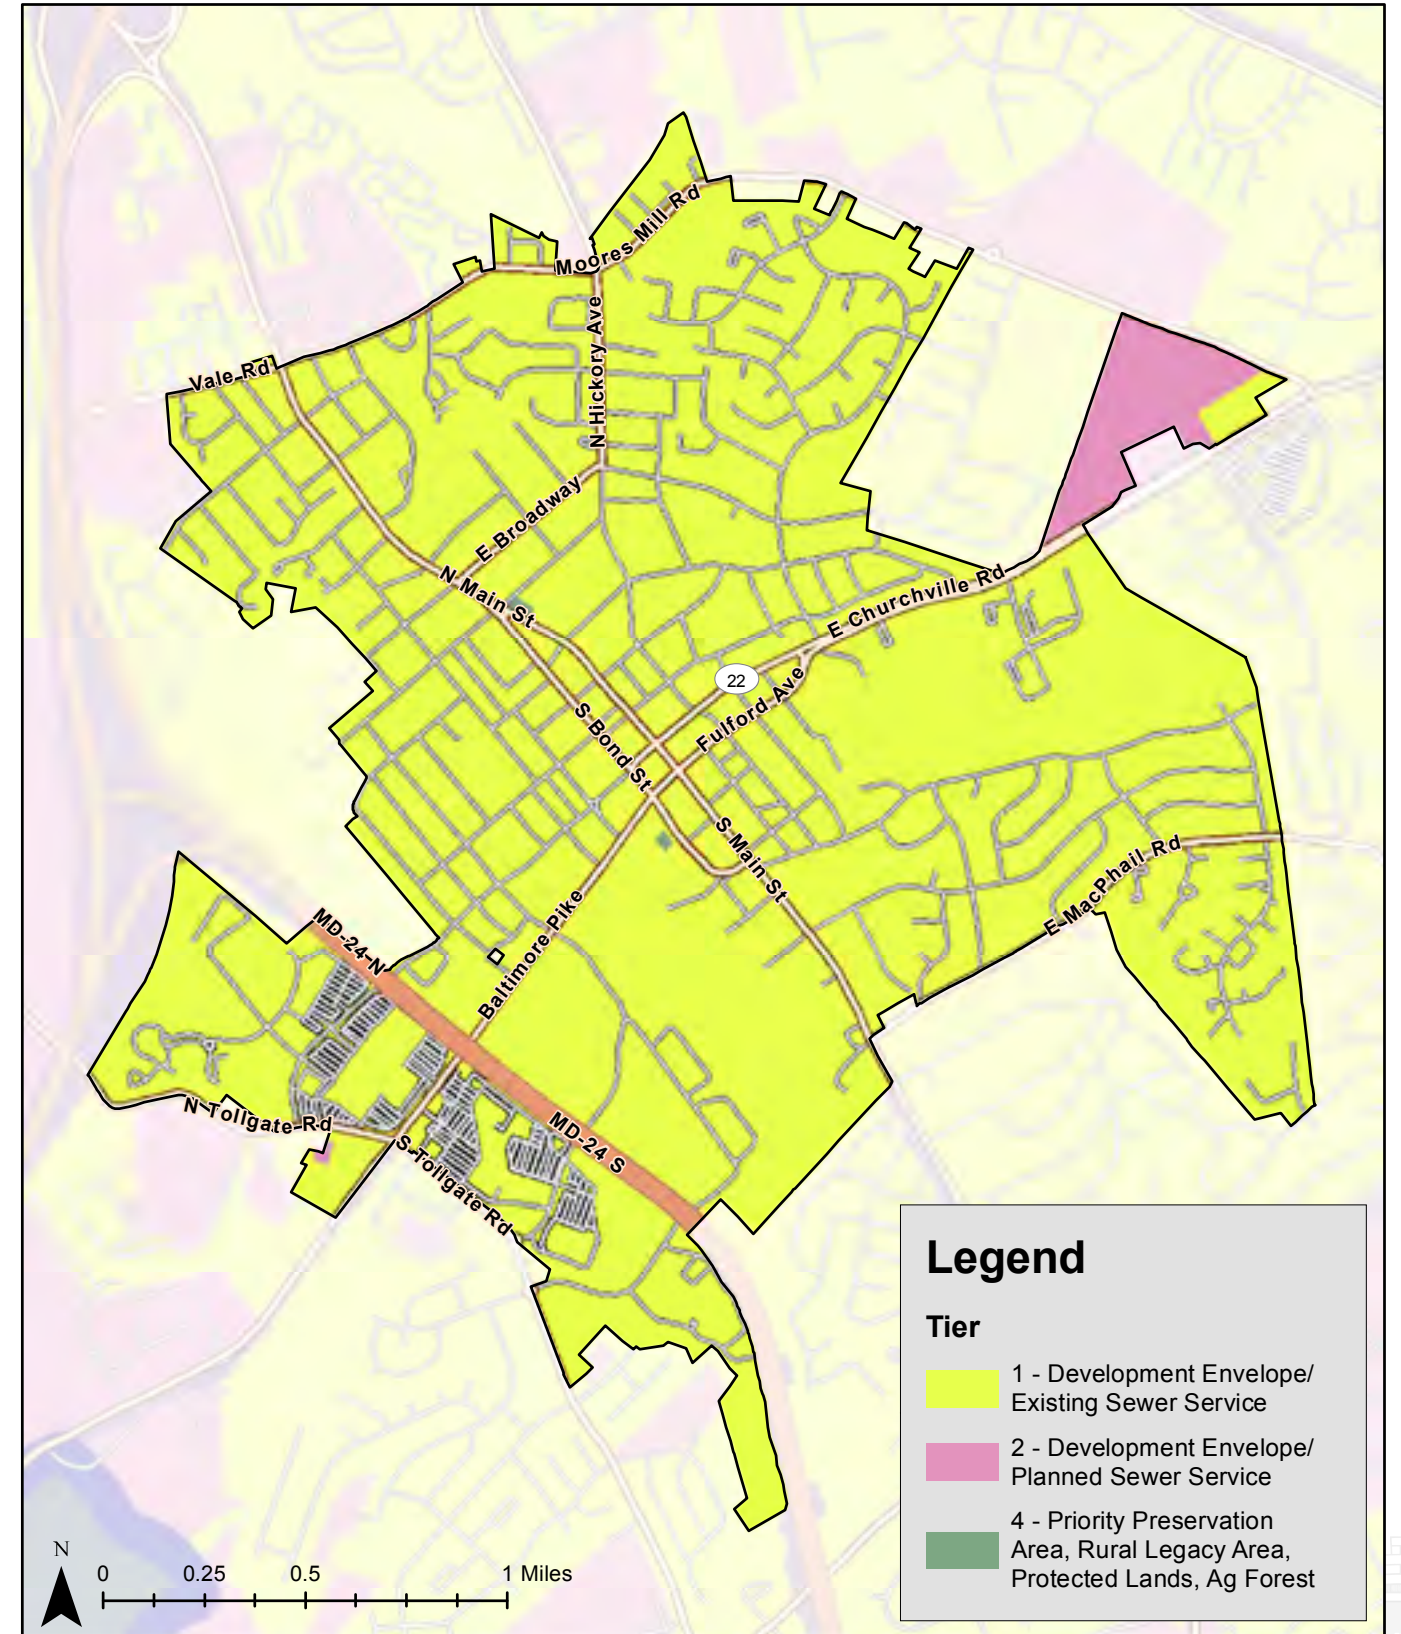 Moores Mill Rd
Vale Rd
N Hickory Ave
E Broadway
N Main St
E Churchville Rd
22
Fulford Ave
S Bond St
S Main St
E MacPhail Rd
Baltimore Pike
MD-24 N
N Tollgate Rd
S Tollgate Rd
MD-24 S
Legend
Tier
1 - Development Envelope/
Existing Sewer Service
2 - Development Envelope/
Planned Sewer Service
4 - Priority Preservation
Area, Rural Legacy Area,
Protected Lands, Ag Forest
N
0 0.25 0.5 1 Miles